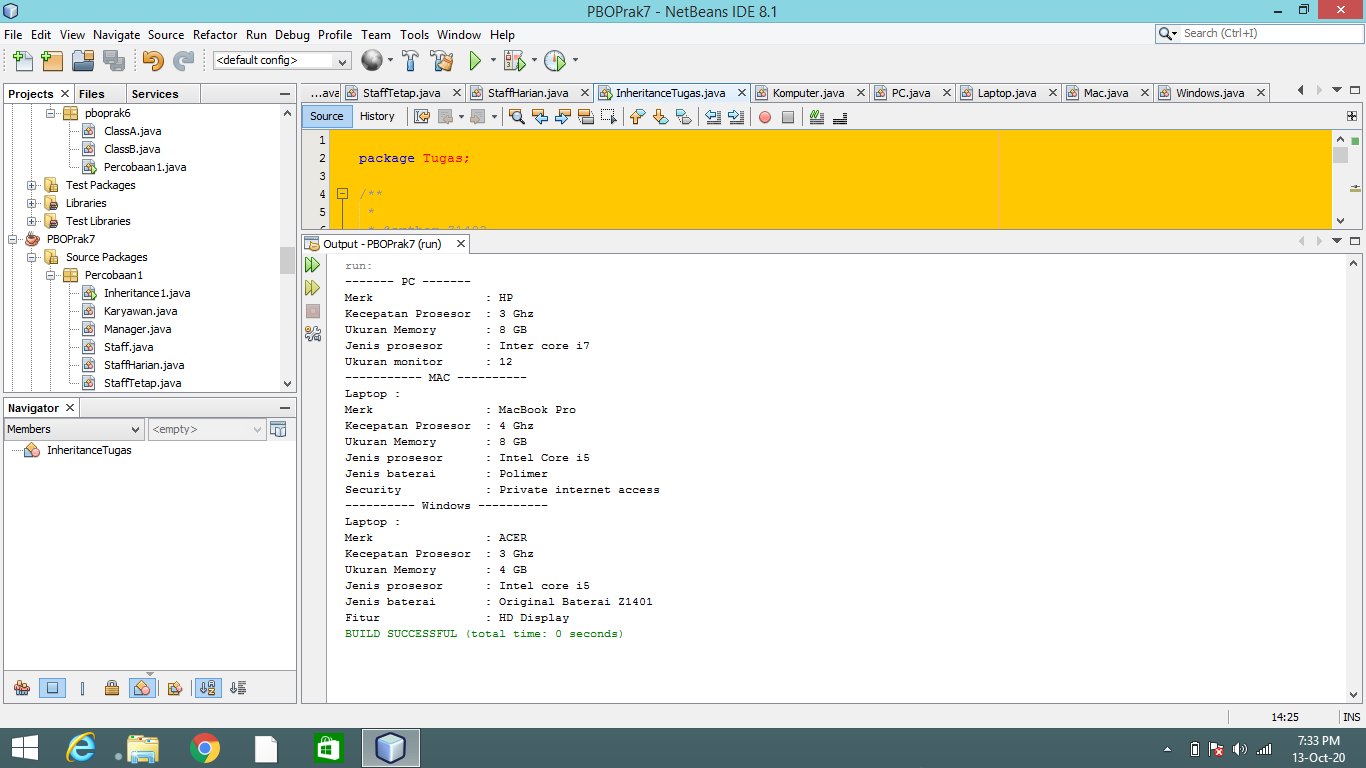 PBOPrak7 - NetBeans IDE 8.1
File Edit View Navigate Source Refactor Run Debug Profile Team Tools Window Help
Search (Ctrl+I)
<default config>
Projects Files Services
pboprak6
ClassA.java
ClassB.java
Percobaan1.java
Test Packages
Libraries
Test Libraries
PBOPrak7
Source Packages
Percobaan1
Inheritance1.java
Karyawan.java
Manager.java
Staff.java
StaffHarian.java
StaffTetap.java
Navigator
Members
<empty>
InheritanceTugas
...ava StaffTetap.java StaffHarian.java InheritanceTugas.java Komputer.java PC.java Laptop.java Mac.java Windows.java
Source History
1
2 package Tugas;
3
4 /**
5 *
Output - PBOPrak7 (run)
run:
------- PC -------
Merk : HP
Kecepatan Prosesor : 3 Ghz
Ukuran Memory : 8 GB
Jenis prosesor : Inter core i7
Ukuran monitor : 12
----------- MAC ----------
Laptop :
Merk : MacBook Pro
Kecepatan Prosesor : 4 Ghz
Ukuran Memory : 8 GB
Jenis prosesor : Intel Core i5
Jenis baterai : Polimer
Security : Private internet access
---------- Windows ----------
Laptop :
Merk : ACER
Kecepatan Prosesor : 3 Ghz
Ukuran Memory : 4 GB
Jenis prosesor : Intel core i5
Jenis baterai : Original Baterai Z1401
Fitur : HD Display
BUILD SUCCESSFUL (total time: 0 seconds)
14:25 INS
7:33 PM
13-Oct-20